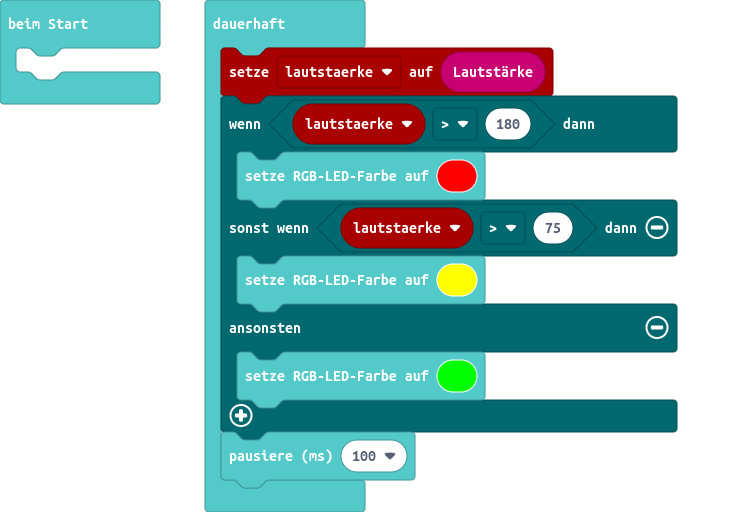 beim Start
dauerhaft
setze lautstaerke auf Lautstärke
wenn lautstaerke > 180 dann
setze RGB-LED-Farbe auf
sonst wenn lautstaerke > 75 dann
setze RGB-LED-Farbe auf
ansonsten
setze RGB-LED-Farbe auf
pausiere (ms) 100